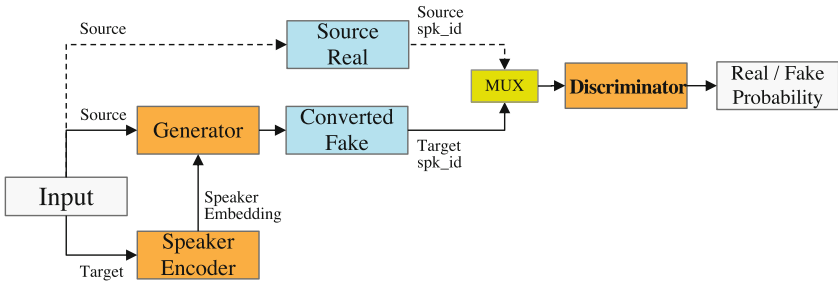 Source
Source
Real
Source
spk_id
MUX
Discriminator
Real / Fake
Probability
Source
Generator
Converted
Fake
Target
spk_id
Input
Speaker
Embedding
Target
Speaker
Encoder